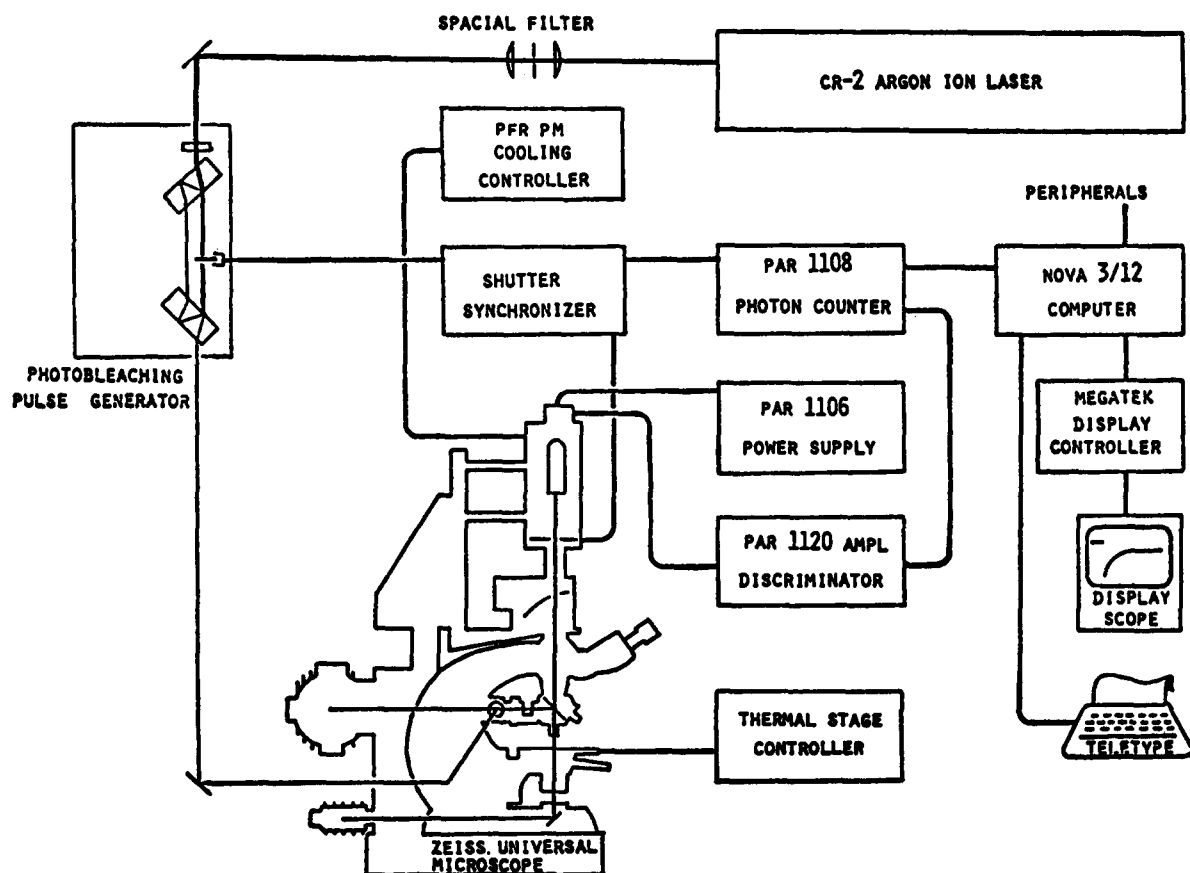 SPACIAL FILTER
CR-2 ARGON ION LASER
PFR PM
COOLING
CONTROLLER
PERIPHERALS
SHUTTER
SYNCHRONIZER
PAR 1108
PHOTON COUNTER
NOVA 3/12
COMPUTER
PHOTOBLEACHING
PULSE GENERATOR
PAR 1106
POWER SUPPLY
MEGATEK
DISPLAY
CONTROLLER
PAR 1120 AMPL
DISCRIMINATOR
DISPLAY
SCOPE
THERMAL STAGE
CONTROLLER
TELETYPE
ZEISS. UNIVERSAL
MICROSCOPE